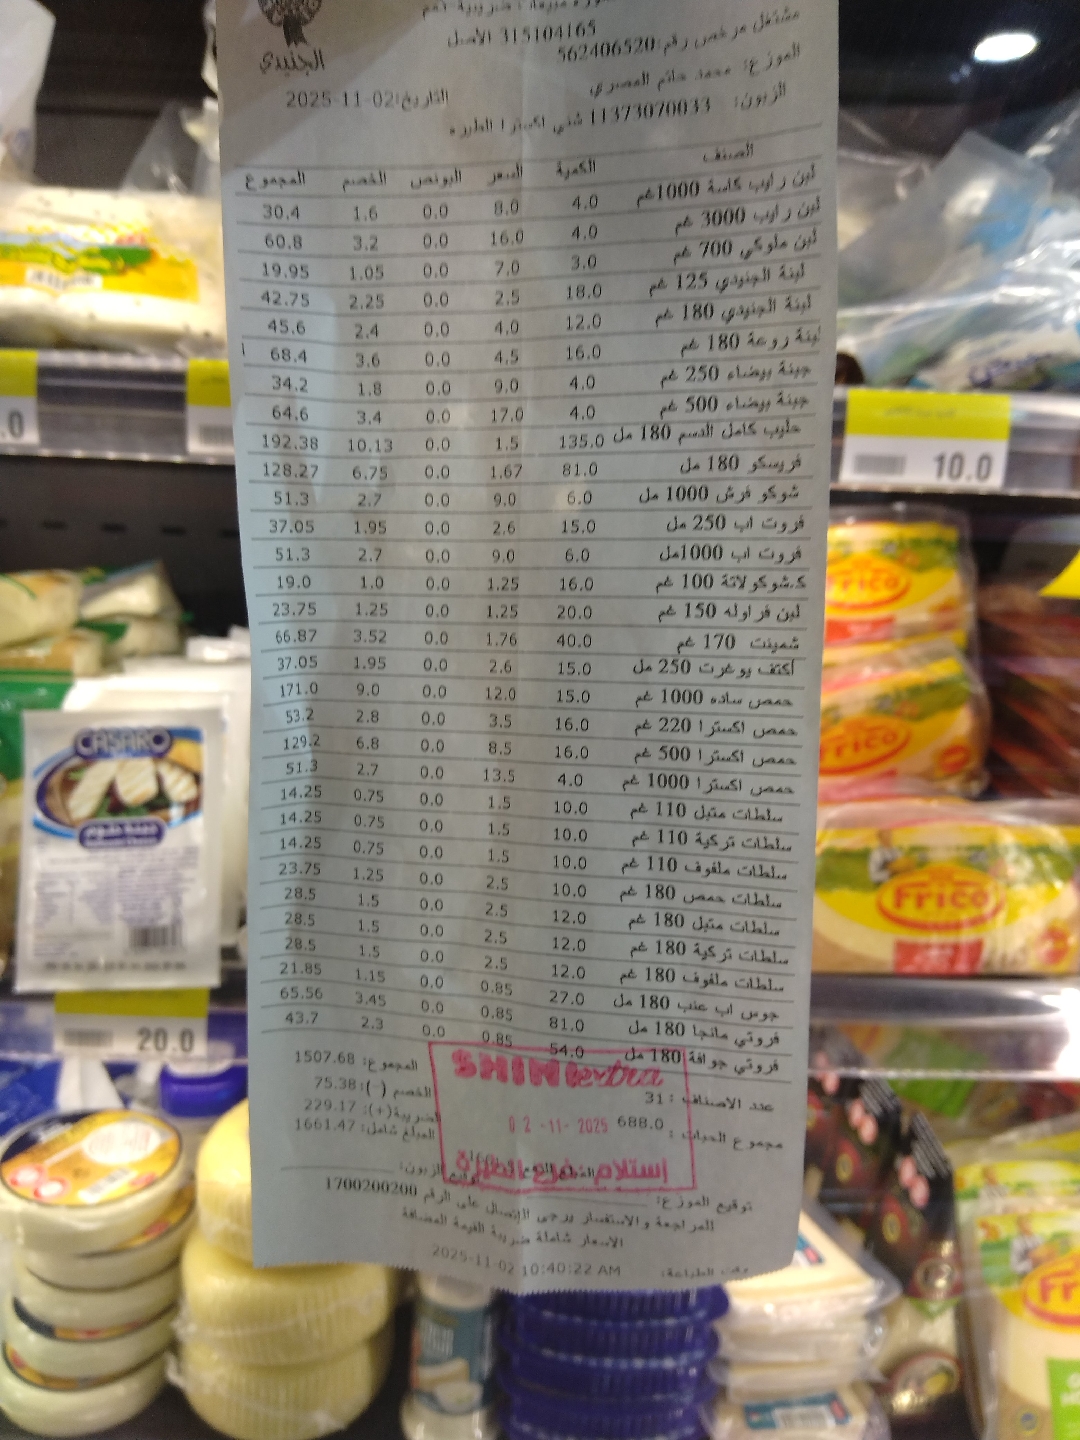 الجنيدي
315104165 الأصل
مشتغل مرخص رقم:562406520
الموزع: محمد حاتم المصري
التاريخ:2025-11-02
الزبون: 11373070033 شني اكسترا الطيره
الصنف الكمية السعر البونص الخصم المجموع
لبن رايب كاسة 1000غم 4.0 8.0 0.0 1.6 30.4
لبن رايب 3000 غم 4.0 16.0 0.0 3.2 60.8
لبن ملوكي 700 غم 3.0 7.0 0.0 1.05 19.95
لبنة الجنيدي 125 غم 18.0 2.5 0.0 2.25 42.75
لبنة الجنيدي 180 غم 12.0 4.0 0.0 2.4 45.6
لبنة روعة 180 غم 16.0 4.5 0.0 3.6 68.4
جبنة بيضاء 250 غم 4.0 9.0 0.0 1.8 34.2
جبنة بيضاء 500 غم 4.0 17.0 0.0 3.4 64.6
حليب كامل الدسم 180 مل 135.0 1.5 0.0 10.13 192.38
فريسكو 180 مل 81.0 1.67 0.0 6.75 128.27
شوكو فرش 1000 مل 6.0 9.0 0.0 2.7 51.3
فروت اب 250 مل 15.0 2.6 0.0 1.95 37.05
فروت اب 1000مل 6.0 9.0 0.0 2.7 51.3
ك.شوكولاتة 100 غم 16.0 1.25 0.0 1.0 19.0
لبن فراوله 150 غم 20.0 1.25 0.0 1.25 23.75
شمينت 170 غم 40.0 1.76 0.0 3.52 66.87
أكتف يوغرت 250 مل 15.0 2.6 0.0 1.95 37.05
حمص ساده 1000 غم 15.0 12.0 0.0 9.0 171.0
حمص اكسترا 220 غم 16.0 3.5 0.0 2.8 53.2
حمص اكسترا 500 غم 16.0 8.5 0.0 6.8 129.2
حمص اكسترا 1000 غم 4.0 13.5 0.0 2.7 51.3
سلطات متبل 110 غم 10.0 1.5 0.0 0.75 14.25
سلطات تركية 110 غم 10.0 1.5 0.0 0.75 14.25
سلطات ملفوف 110 غم 10.0 1.5 0.0 0.75 14.25
سلطات حمص 180 غم 10.0 2.5 0.0 1.25 23.75
سلطات متبل 180 غم 12.0 2.5 0.0 1.5 28.5
سلطات تركية 180 غم 12.0 2.5 0.0 1.5 28.5
سلطات ملفوف 180 غم 12.0 2.5 0.0 1.5 28.5
جوس اب عنب 180 مل 27.0 0.85 0.0 1.15 21.85
فروتي مانجا 180 مل 81.0 0.85 0.0 3.45 65.56
فروتي جوافة 180 مل 54.0 0.85 0.0 2.3 43.7
المجموع: 1507.68
الخصم (-): 75.38
ضريبة(+): 229.17
المبلغ شامل: 1661.47
عدد الاصناف : 31
مجموع الحبات : 688.0
SHINI extra
02 -11- 2025
إستلام فرع الطيرة
الزبون:
توقيع الموزع:
للمراجعة والاستفسار يرجى الإتصال على الرقم 1700200200
الاسعار شاملة ضريبة القيمة المضافة
2025-11-02 10:40:22 AM
10.0
20.0
.0
CASARO
Frico
Frico
Frico